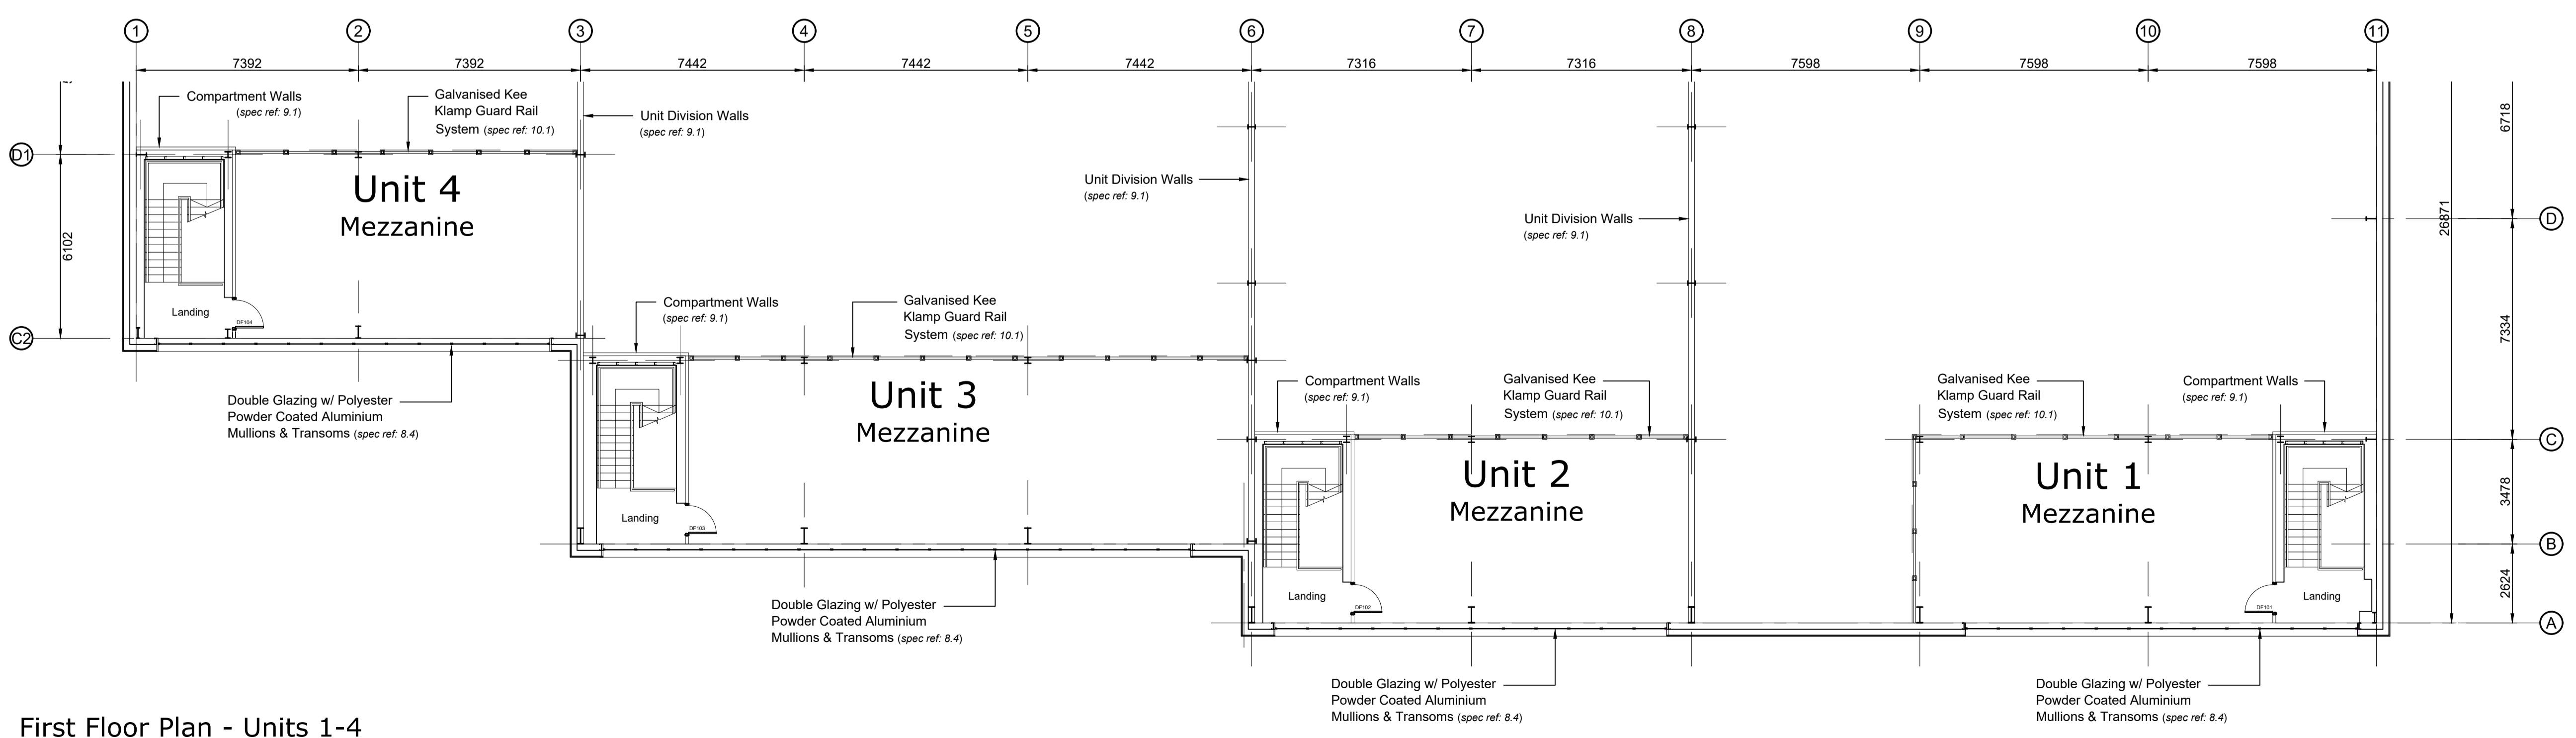 1 2 3 4 5 6 7 8 9 10 11
7392 7392 7442 7442 7442 7316 7316 7598 7598 7598
Compartment Walls
(spec ref: 9.1)
Galvanised Kee
Klamp Guard Rail
System (spec ref: 10.1)
Unit Division Walls
(spec ref: 9.1)
D1
Unit 4
Mezzanine
6102
Landing
DF104
C2
Double Glazing w/ Polyester
Powder Coated Aluminium
Mullions & Transoms (spec ref: 8.4)
Unit Division Walls
(spec ref: 9.1)
Compartment Walls
(spec ref: 9.1)
Galvanised Kee
Klamp Guard Rail
System (spec ref: 10.1)
Unit 3
Mezzanine
Landing
DF103
Double Glazing w/ Polyester
Powder Coated Aluminium
Mullions & Transoms (spec ref: 8.4)
Unit Division Walls
(spec ref: 9.1)
Compartment Walls
(spec ref: 9.1)
Galvanised Kee
Klamp Guard Rail
System (spec ref: 10.1)
Unit 2
Mezzanine
Landing
DF102
Double Glazing w/ Polyester
Powder Coated Aluminium
Mullions & Transoms (spec ref: 8.4)
Galvanised Kee
Klamp Guard Rail
System (spec ref: 10.1)
Compartment Walls
(spec ref: 9.1)
Unit 1
Mezzanine
DF101
Landing
Double Glazing w/ Polyester
Powder Coated Aluminium
Mullions & Transoms (spec ref: 8.4)
26871
6718
D
7334
C
3478
B
2624
A
First Floor Plan - Units 1-4